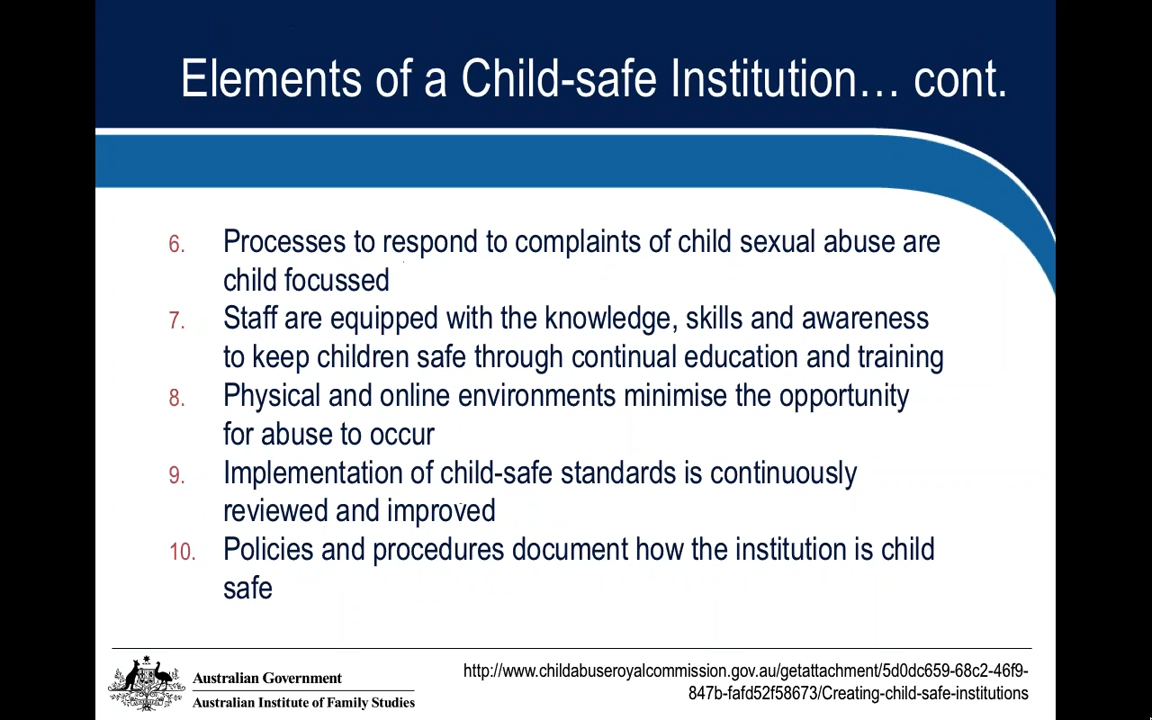 Elements of a Child-safe Institution... cont.
6. Processes to respond to complaints of child sexual abuse are
child focussed
7. Staff are equipped with the knowledge, skills and awareness
to keep children safe through continual education and training
8. Physical and online environments minimise the opportunity
for abuse to occur
9. Implementation of child-safe standards is continuously
reviewed and improved
10. Policies and procedures document how the institution is child
safe
Australian Government
Australian Institute of Family Studies
http://www.childabuseroyalcommission.gov.au/getattachment/5d0dc659-68c2-46f9-
847b-fafd52f58673/Creating-child-safe-institutions